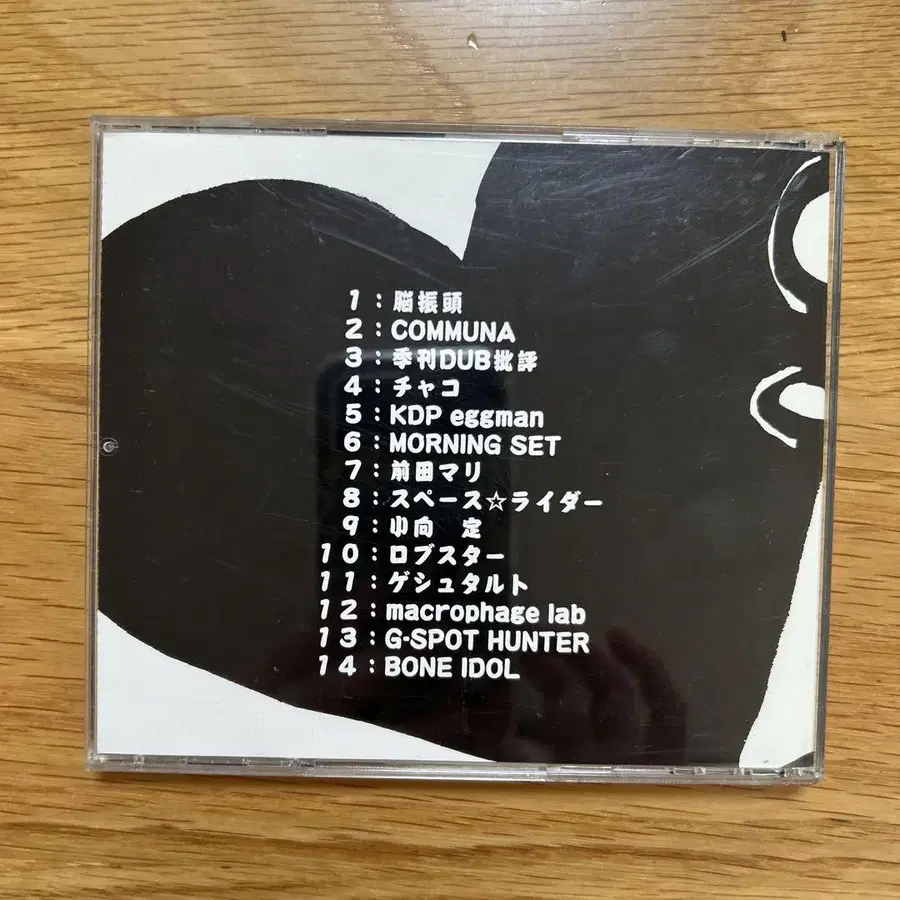 1:脳振頭
2:COMMUNA
3:季刊DUB批評
4:チャコ
5:KDP eggman
6:MORNING SET
7:前田マリ
8:スペース☆ライダー
9:小向　定
10:ロブスター
11:ゲシュタルト
12:macrophage lab
13:G-SPOT HUNTER
14:BONE IDOL